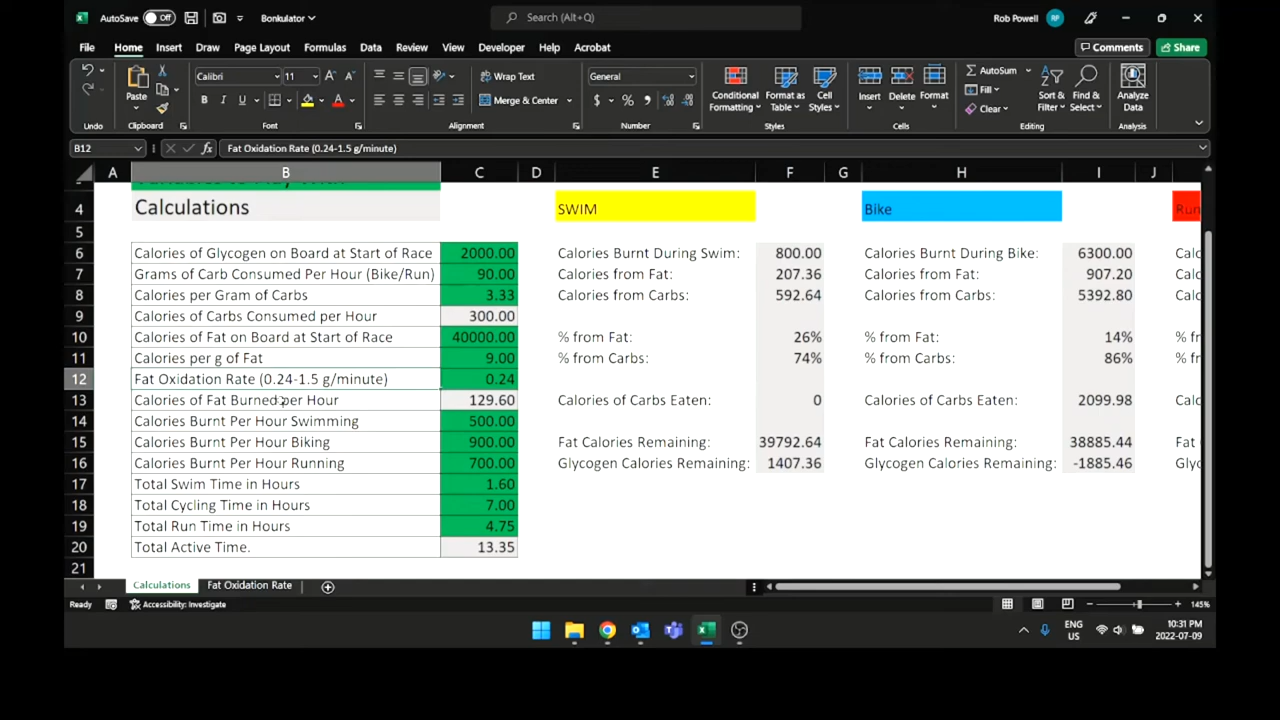 AutoSave Off Bonkulator Search (Alt+Q) Rob Powell RP
File Home Insert Draw Page Layout Formulas Data Review View Developer Help Acrobat Comments Share
Calibri 11 Wrap Text General AutoSum
Paste B I U A Merge & Center $ % Conditional Formatting Format as Table Cell Styles Insert Delete Format Fill Clear Sort & Filter Find & Select Analyze Data
Undo Clipboard Font Alignment Number Styles Cells Editing Analysis
B12 fx Fat Oxidation Rate (0.24-1.5 g/minute)
A B C D E F G H I J
4 Calculations SWIM Bike Run
5
6 Calories of Glycogen on Board at Start of Race 2000.00 Calories Burnt During Swim: 800.00 Calories Burnt During Bike: 6300.00 Calc
7 Grams of Carb Consumed Per Hour (Bike/Run) 90.00 Calories from Fat: 207.36 Calories from Fat: 907.20 Calc
8 Calories per Gram of Carbs 3.33 Calories from Carbs: 592.64 Calories from Carbs: 5392.80 Calc
9 Calories of Carbs Consumed per Hour 300.00
10 Calories of Fat on Board at Start of Race 40000.00 % from Fat: 26% % from Fat: 14% % fr
11 Calories per g of Fat 9.00 % from Carbs: 74% % from Carbs: 86% % fr
12 Fat Oxidation Rate (0.24-1.5 g/minute) 0.24
13 Calories of Fat Burned per Hour 129.60 Calories of Carbs Eaten: 0 Calories of Carbs Eaten: 2099.98 Calc
14 Calories Burnt Per Hour Swimming 500.00
15 Calories Burnt Per Hour Biking 900.00 Fat Calories Remaining: 39792.64 Fat Calories Remaining: 38885.44 Fat
16 Calories Burnt Per Hour Running 700.00 Glycogen Calories Remaining: 1407.36 Glycogen Calories Remaining: -1885.46 Glyc
17 Total Swim Time in Hours 1.60
18 Total Cycling Time in Hours 7.00
19 Total Run Time in Hours 4.75
20 Total Active Time. 13.35
21
Calculations Fat Oxidation Rate
Ready Accessibility: Investigate 145%
ENG US 10:31 PM 2022-07-09